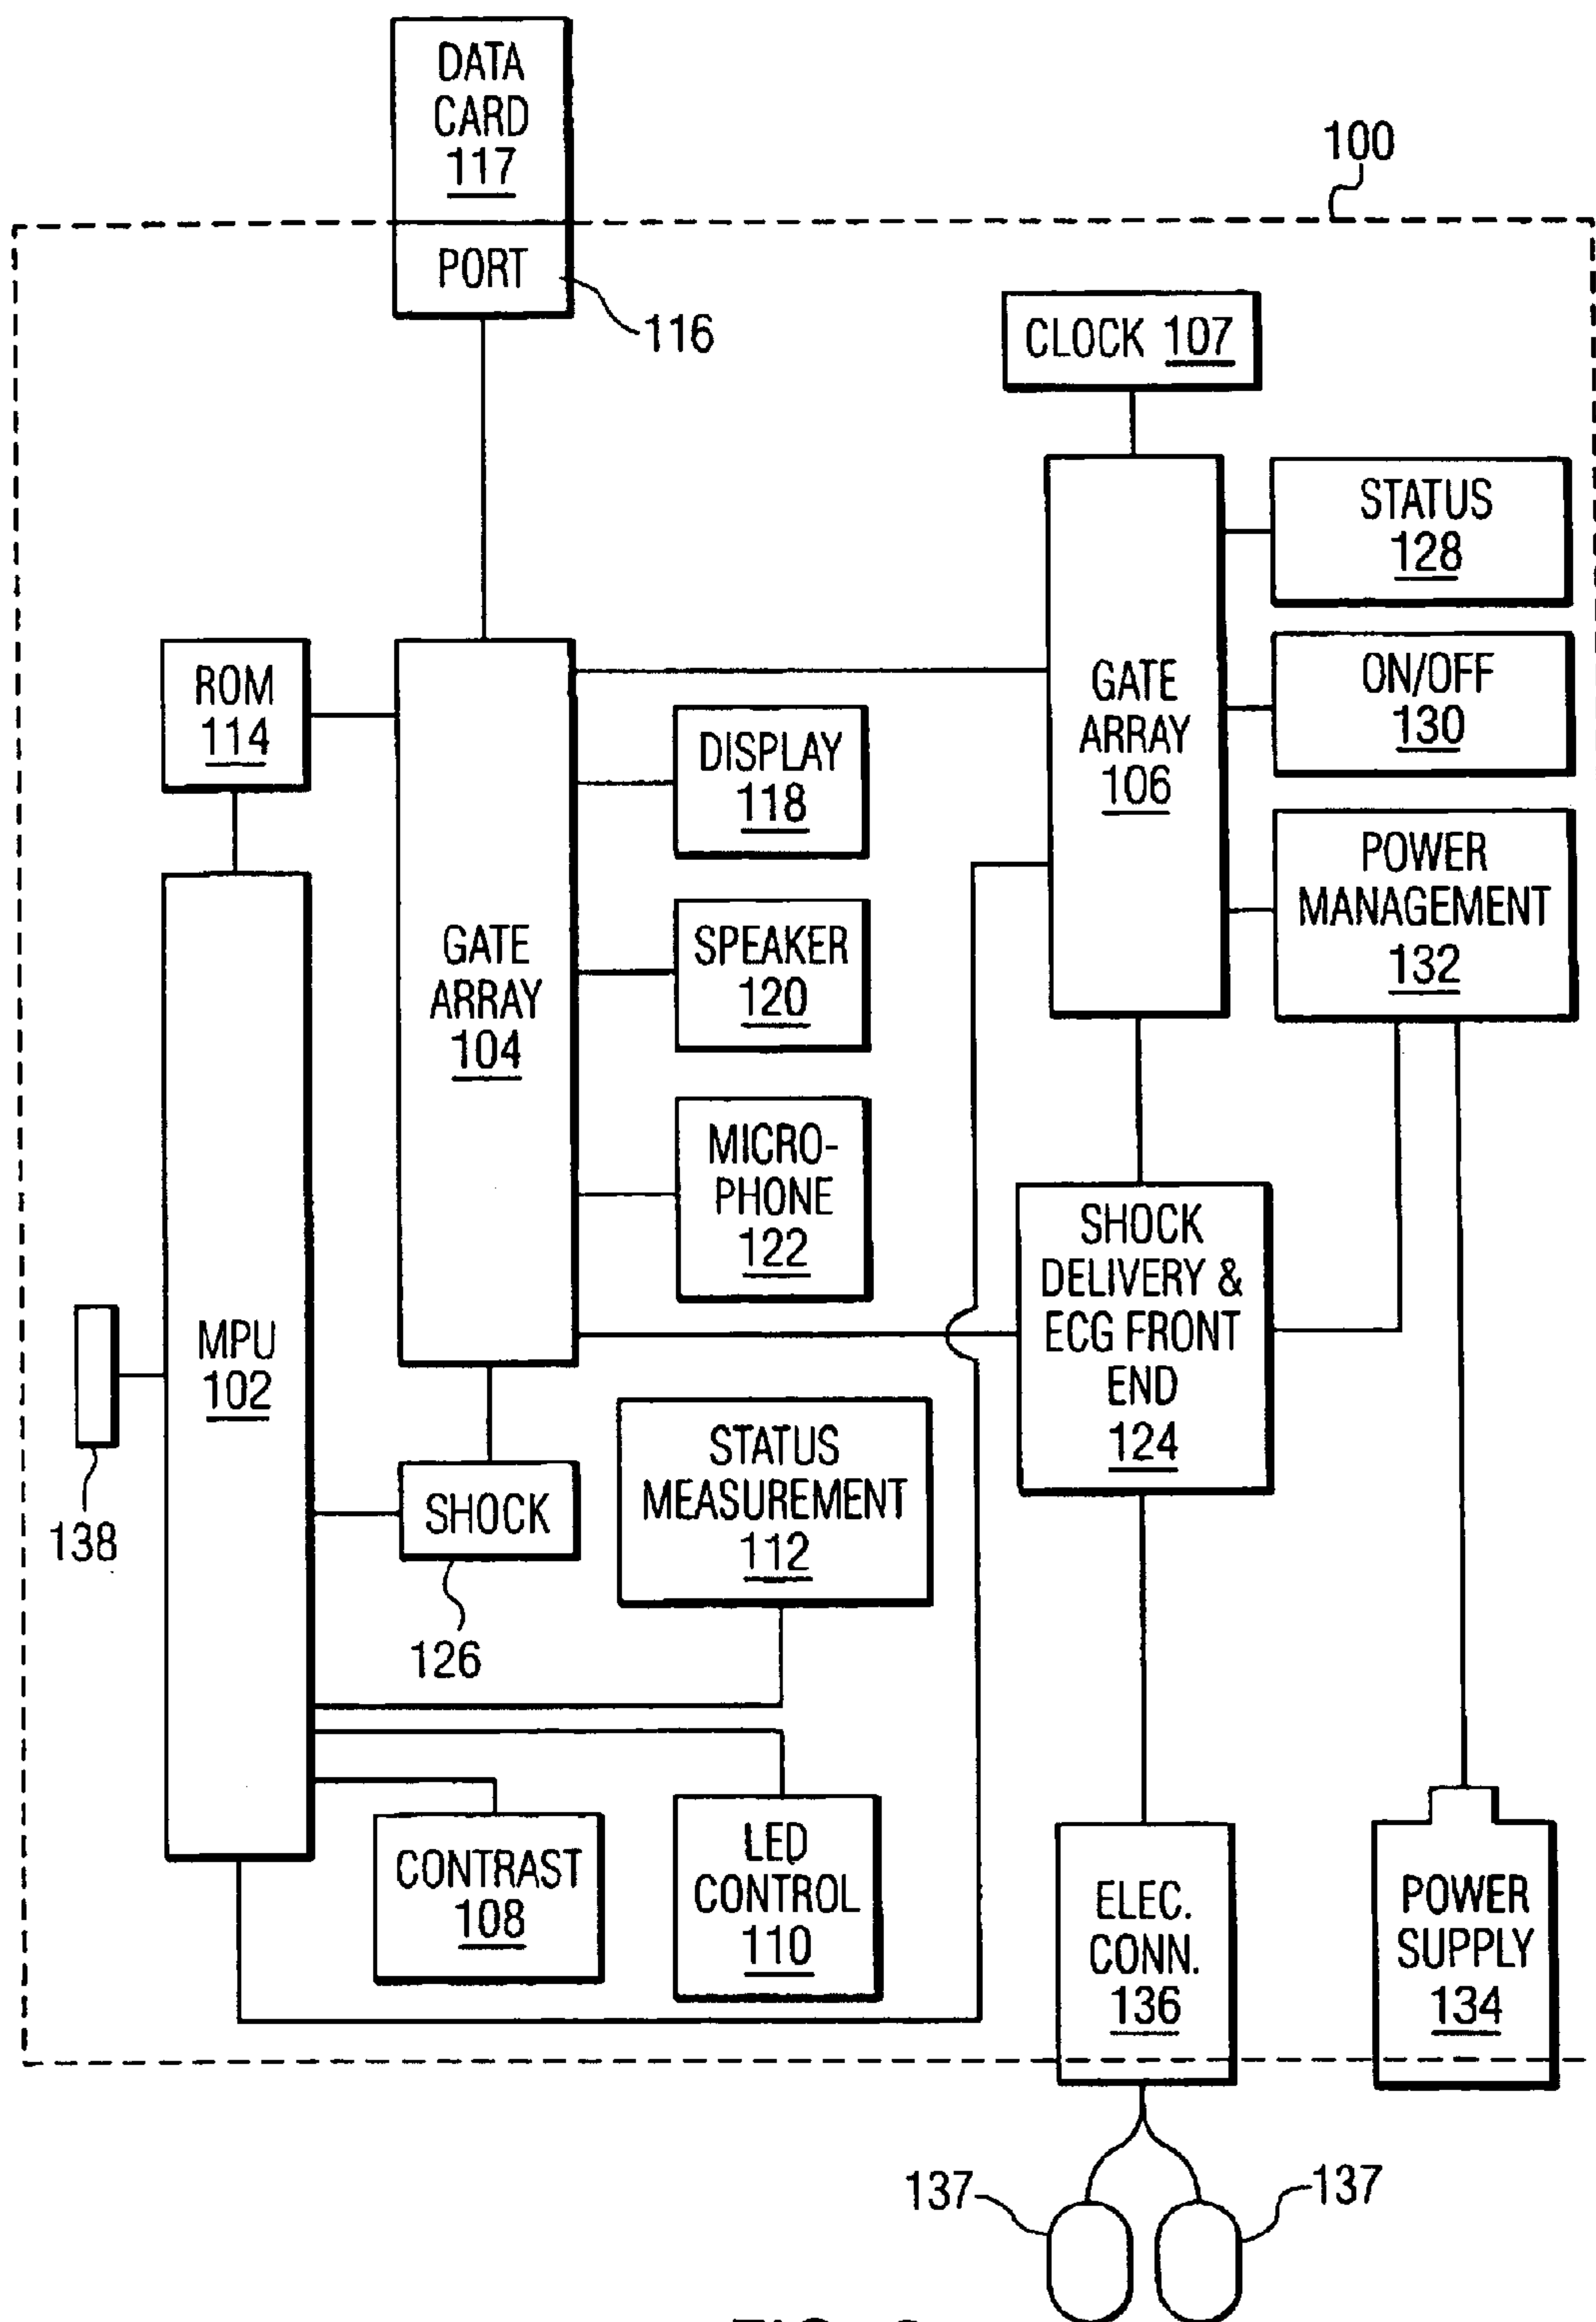 DATA
CARD
117
PORT
116
100
CLOCK 107
STATUS
128
ON/OFF
130
POWER
MANAGEMENT
132
GATE
ARRAY
106
ROM
114
DISPLAY
118
SPEAKER
120
MICRO-
PHONE
122
GATE
ARRAY
104
MPU
102
138
SHOCK
126
STATUS
MEASUREMENT
112
SHOCK
DELIVERY &
ECG FRONT
END
124
CONTRAST
108
LED
CONTROL
110
ELEC.
CONN.
136
POWER
SUPPLY
134
137
137